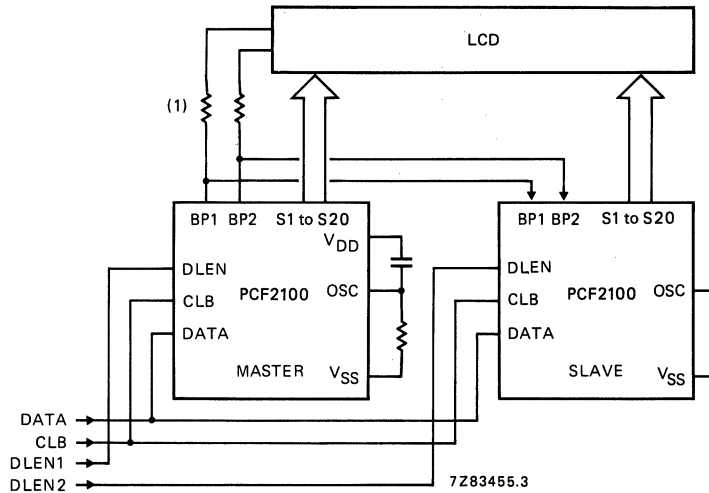 LCD
(1)
BP1 BP2 S1 to S20
VDD
DLEN
CLB
PCF2100
OSC
DATA
MASTER
VSS
BP1 BP2 S1 to S20
DLEN
CLB
PCF2100
OSC
DATA
SLAVE
VSS
DATA
CLB
DLEN1
DLEN2
7Z83455.3